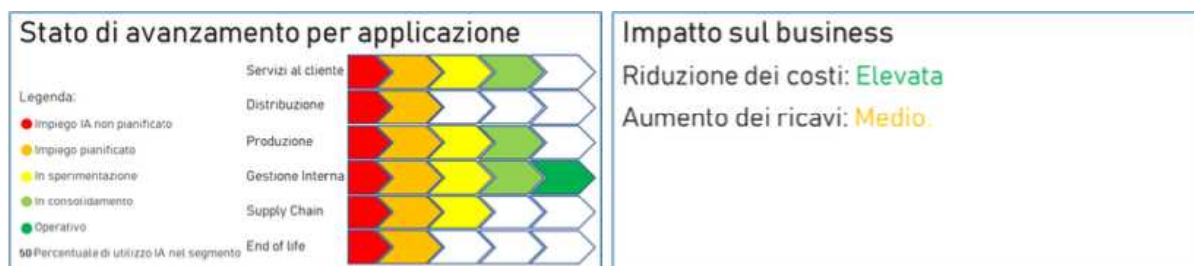 Stato di avanzamento per applicazione
Servizi al cliente
Legenda:
Distribuzione
Impiego IA non pianificato
Produzione
Impiego pianificato
In sperimentazione
Gestione Interna
In consolidamento
Supply Chain
Operativo
50 Percentuale di utilizzo IA nel segmento
End of life
Impatto sul business
Riduzione dei costi: Elevata
Aumento dei ricavi: Medio.